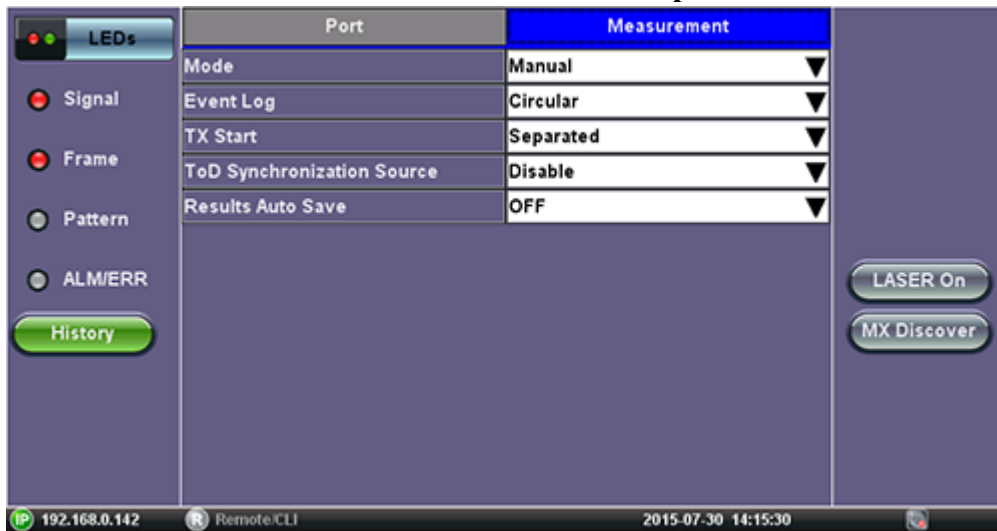 LEDs
Port
Measurement
Mode
Manual
Signal
Event Log
Circular
TX Start
Separated
Frame
ToD Synchronization Source
Disable
Results Auto Save
OFF
Pattern
ALM/ERR
LASER On
History
MX Discover
IP 192.168.0.142
R Remote/CLI
2015-07-30 14:15:30